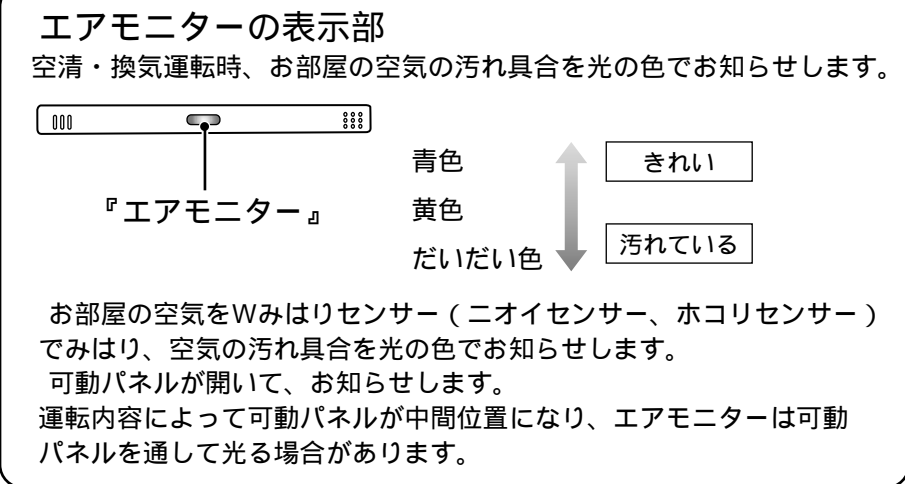 エアモニターの表示部
空清・換気運転時、お部屋の空気の汚れ具合を光の色でお知らせします。
『エアモニター』
青色
きれい
黄色
だいだい色
汚れている
お部屋の空気をWみはりセンサー(ニオイセンサー、ホコリセンサー)
でみはり、空気の汚れ具合を光の色でお知らせします。
可動パネルが開いて、お知らせします。
運転内容によって可動パネルが中間位置になり、エアモニターは可動
パネルを通して光る場合があります。